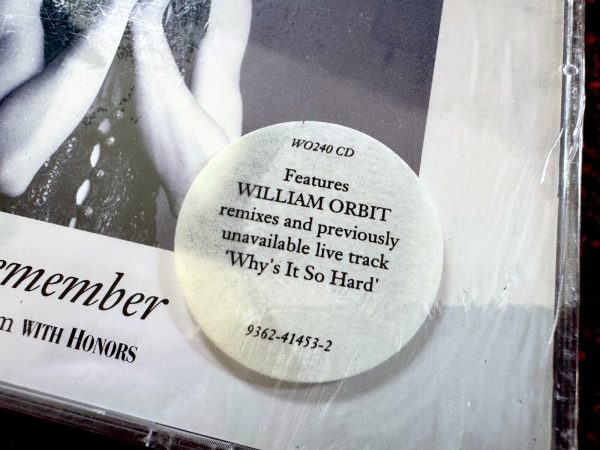 WO240 CD
Features
WILLIAM ORBIT
remixes and previously
unavailable live track
'Why's It So Hard'
9362-41453-2
emember
m WITH HONORS